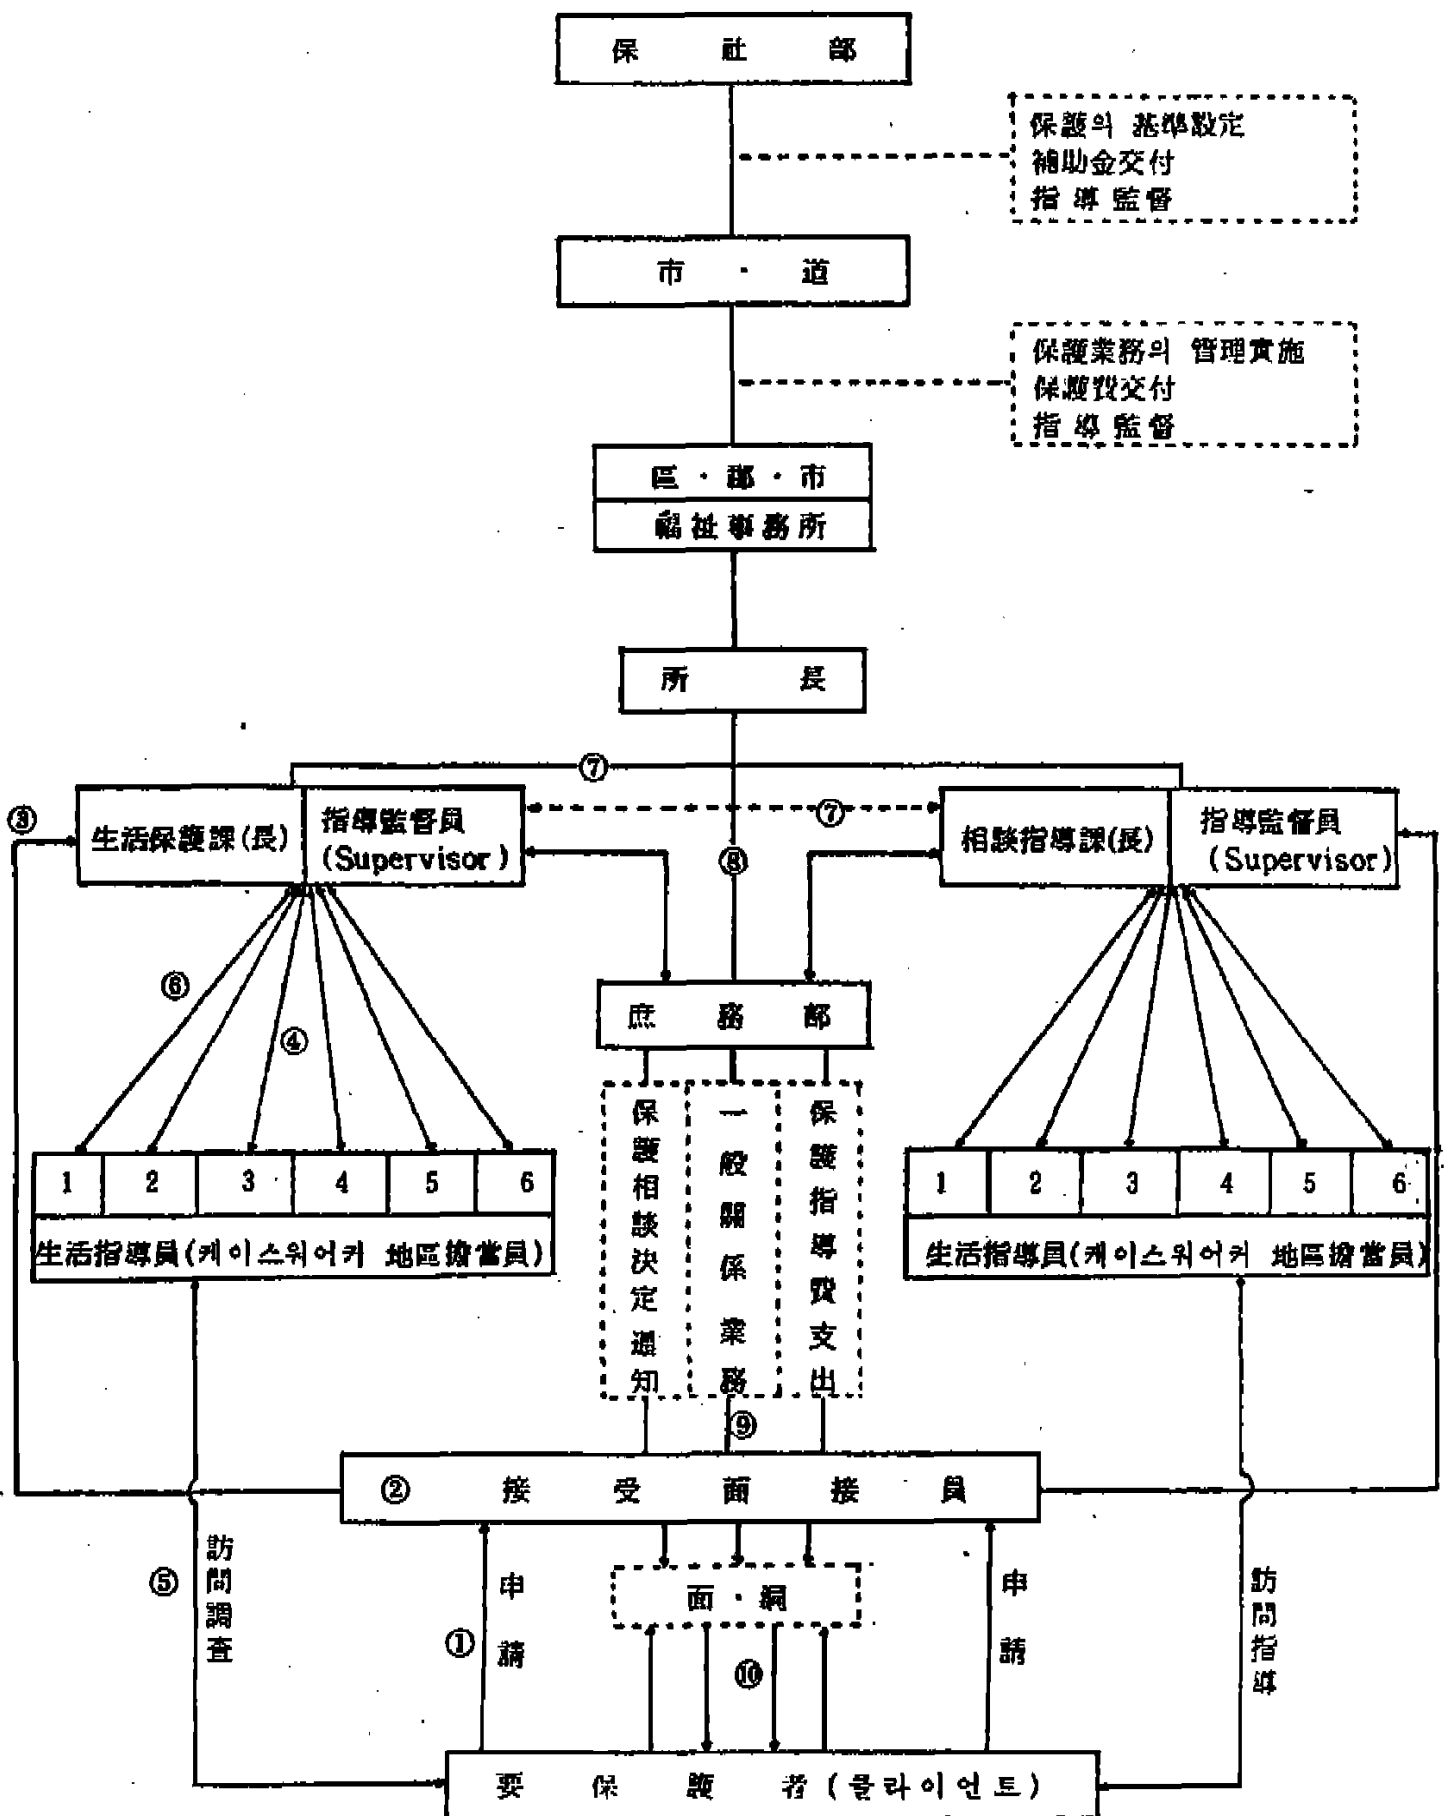 保社部
保護의 基準設定
補助金交付
指導監督
市・道
保護業務의 管理實施
保護費交付
指導監督
區・郡・市
福祉事務所
所長
⑦
③
生活保護課(長)
指導監督員
(Supervisor)
⑦
⑧
相談指導課(長)
指導監督員
(Supervisor)
⑥
④
庶務部
保護相談決定通知
一般關係業務
保護指導費支出
1 2 3 4 5 6
生活指導員(케이스워어커 地區擔當員)
1 2 3 4 5 6
生活指導員(케이스워어커 地區擔當員)
⑨
② 接受面接員
⑤
訪問調査
①
申請
面・洞
⑩
申請
訪問指導
要保護者(클라이언트)